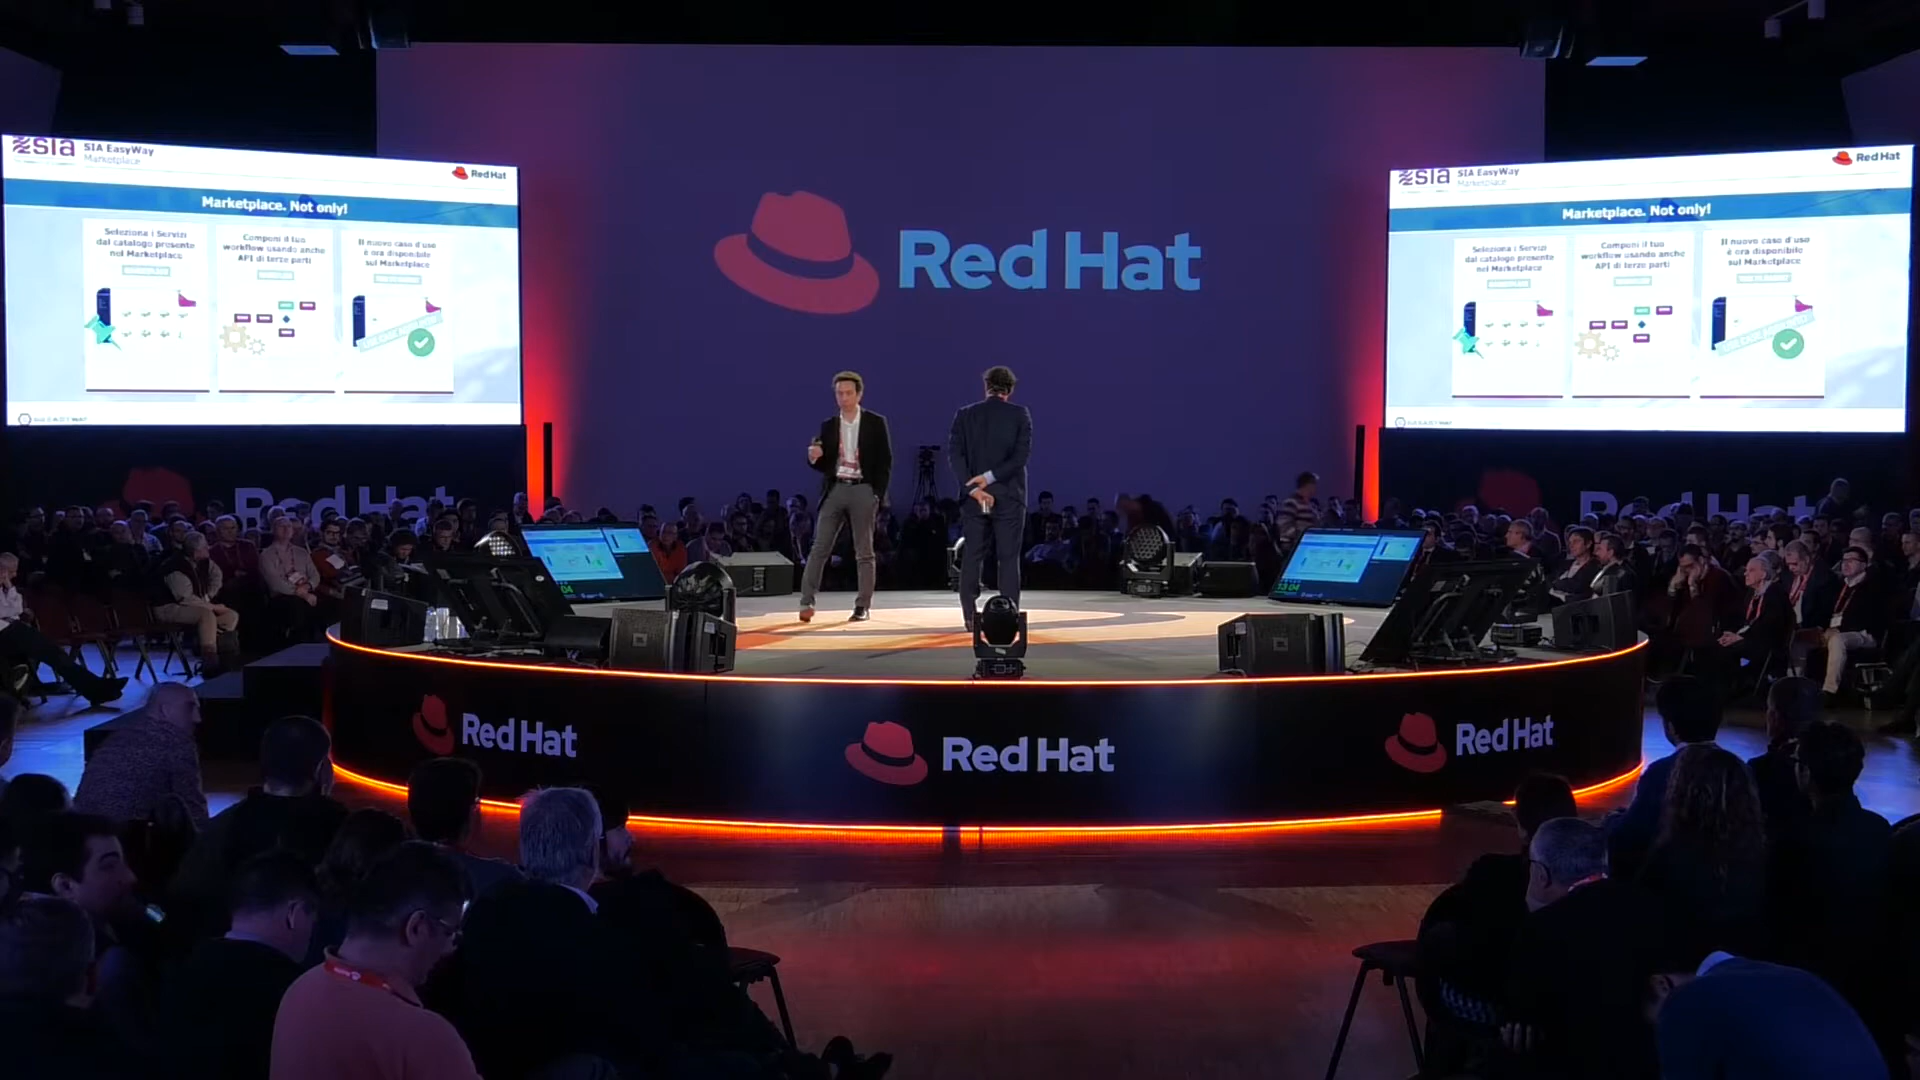 SIA
SIA EasyWay
Marketplace
Red Hat
Marketplace. Not only!
Seleziona i Servizi
dal catalogo presente
nel Marketplace
Componi il tuo
workflow usando anche
API di terze parti
Il nuovo caso d'uso
è ora disponibile
sul Marketplace
Red Hat
SIA
SIA EasyWay
Marketplace
Red Hat
Marketplace. Not only!
Seleziona i Servizi
dal catalogo presente
nel Marketplace
Componi il tuo
workflow usando anche
API di terze parti
Il nuovo caso d'uso
è ora disponibile
sul Marketplace
Red Hat
Red Hat
Red Hat
Red Hat
Red Hat